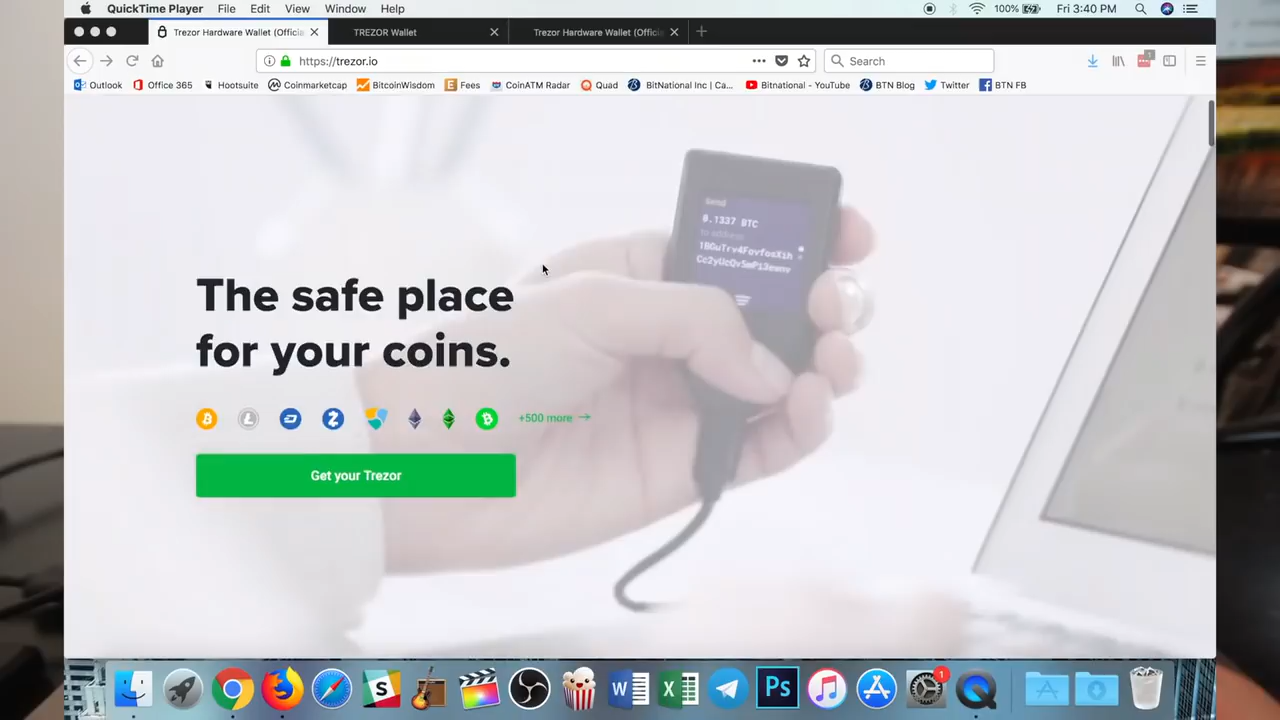 QuickTime Player File Edit View Window Help 100% Fri 3:40 PM
Trezor Hardware Wallet (Officia TREZOR Wallet Trezor Hardware Wallet (Officia
https://trezor.io Search
Outlook Office 365 Hootsuite Coinmarketcap BitcoinWisdom Fees CoinATM Radar Quad BitNational Inc | Ca... Bitnational - YouTube BTN Blog Twitter BTN FB
Send
0.1337 BTC
to address
The safe place
for your coins.
+500 more →
Get your Trezor